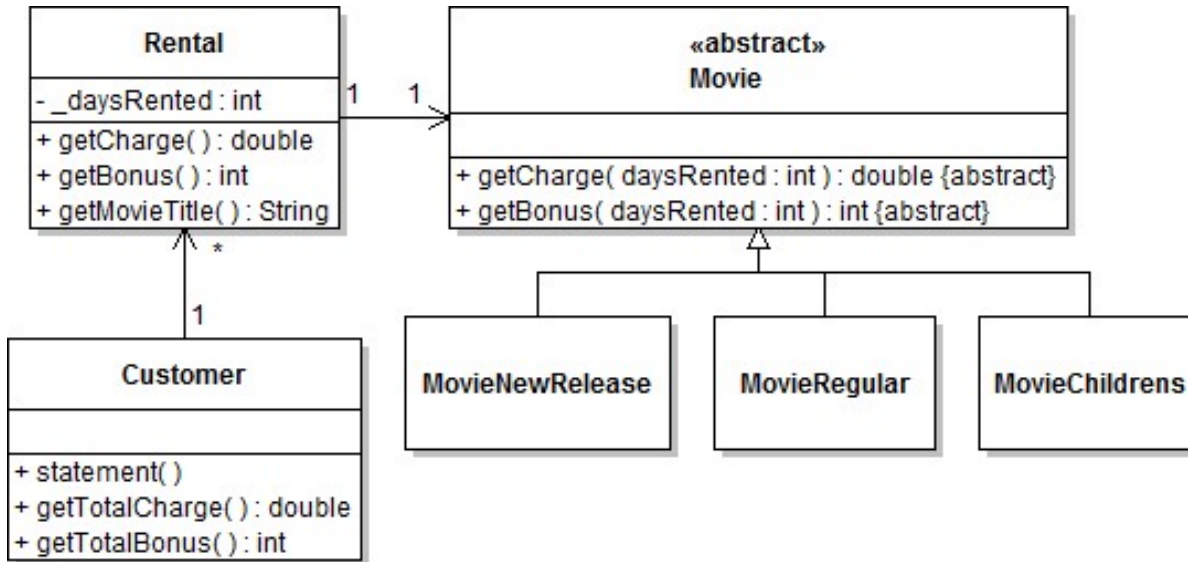 Rental
- _daysRented : int
+ getCharge( ) : double
+ getBonus( ) : int
+ getMovieTitle( ) : String
1
1
«abstract»
Movie
+ getCharge( daysRented : int ) : double {abstract}
+ getBonus( daysRented : int ) : int {abstract}
*
1
Customer
+ statement( )
+ getTotalCharge( ) : double
+ getTotalBonus( ) : int
MovieNewRelease
MovieRegular
MovieChildrens